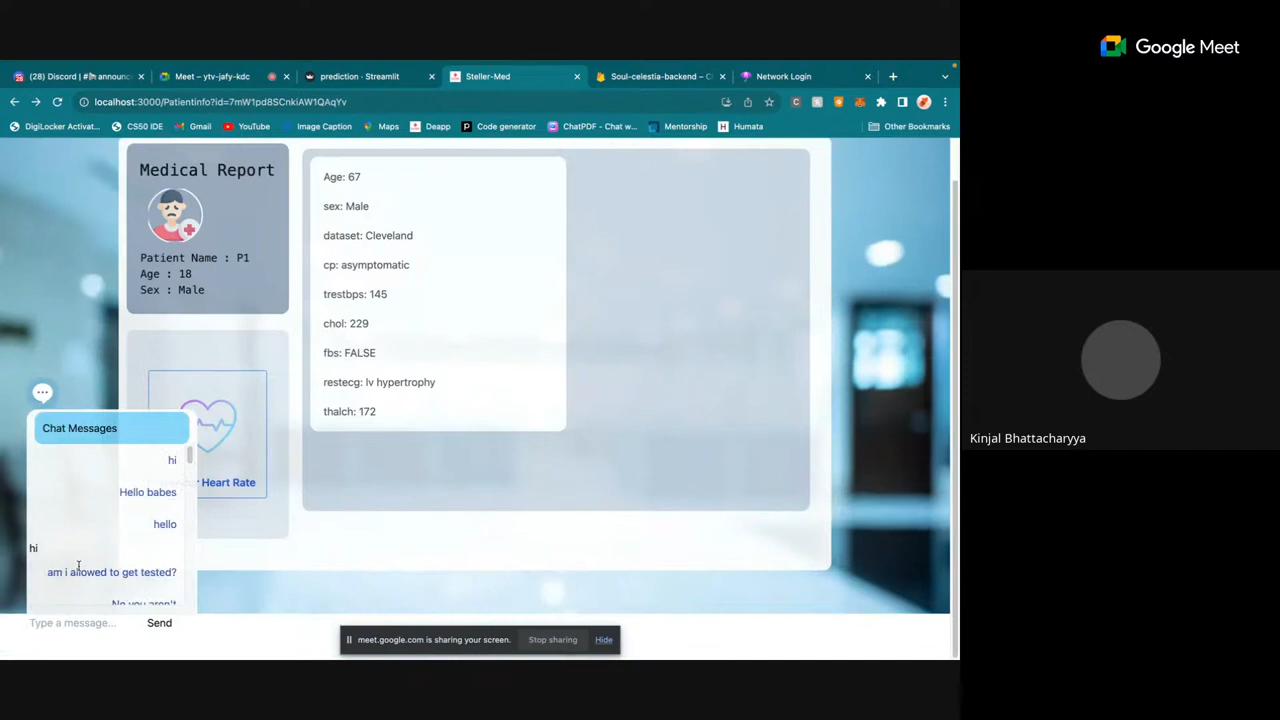 Google Meet
(28) Discord | #📣announc
Meet – ytv-jafy-kdc
prediction · Streamlit
Steller-Med
Soul-celestia-backend – C
Network Login
localhost:3000/Patientinfo?id=7mW1pd8SCnkiAW1QAqYv
DigiLocker Activat...
CS50 IDE
Gmail
YouTube
Image Caption
Maps
Deapp
Code generator
ChatPDF - Chat w...
Mentorship
Humata
Other Bookmarks
Medical Report
Patient Name : P1
Age : 18
Sex : Male
Age: 67
sex: Male
dataset: Cleveland
cp: asymptomatic
trestbps: 145
chol: 229
fbs: FALSE
restecg: lv hypertrophy
thalch: 172
Heart Rate
Chat Messages
hi
Hello babes
hello
hi
am i allowed to get tested?
No you aren't
Type a message...
Send
meet.google.com is sharing your screen.
Stop sharing
Hide
Kinjal Bhattacharyya